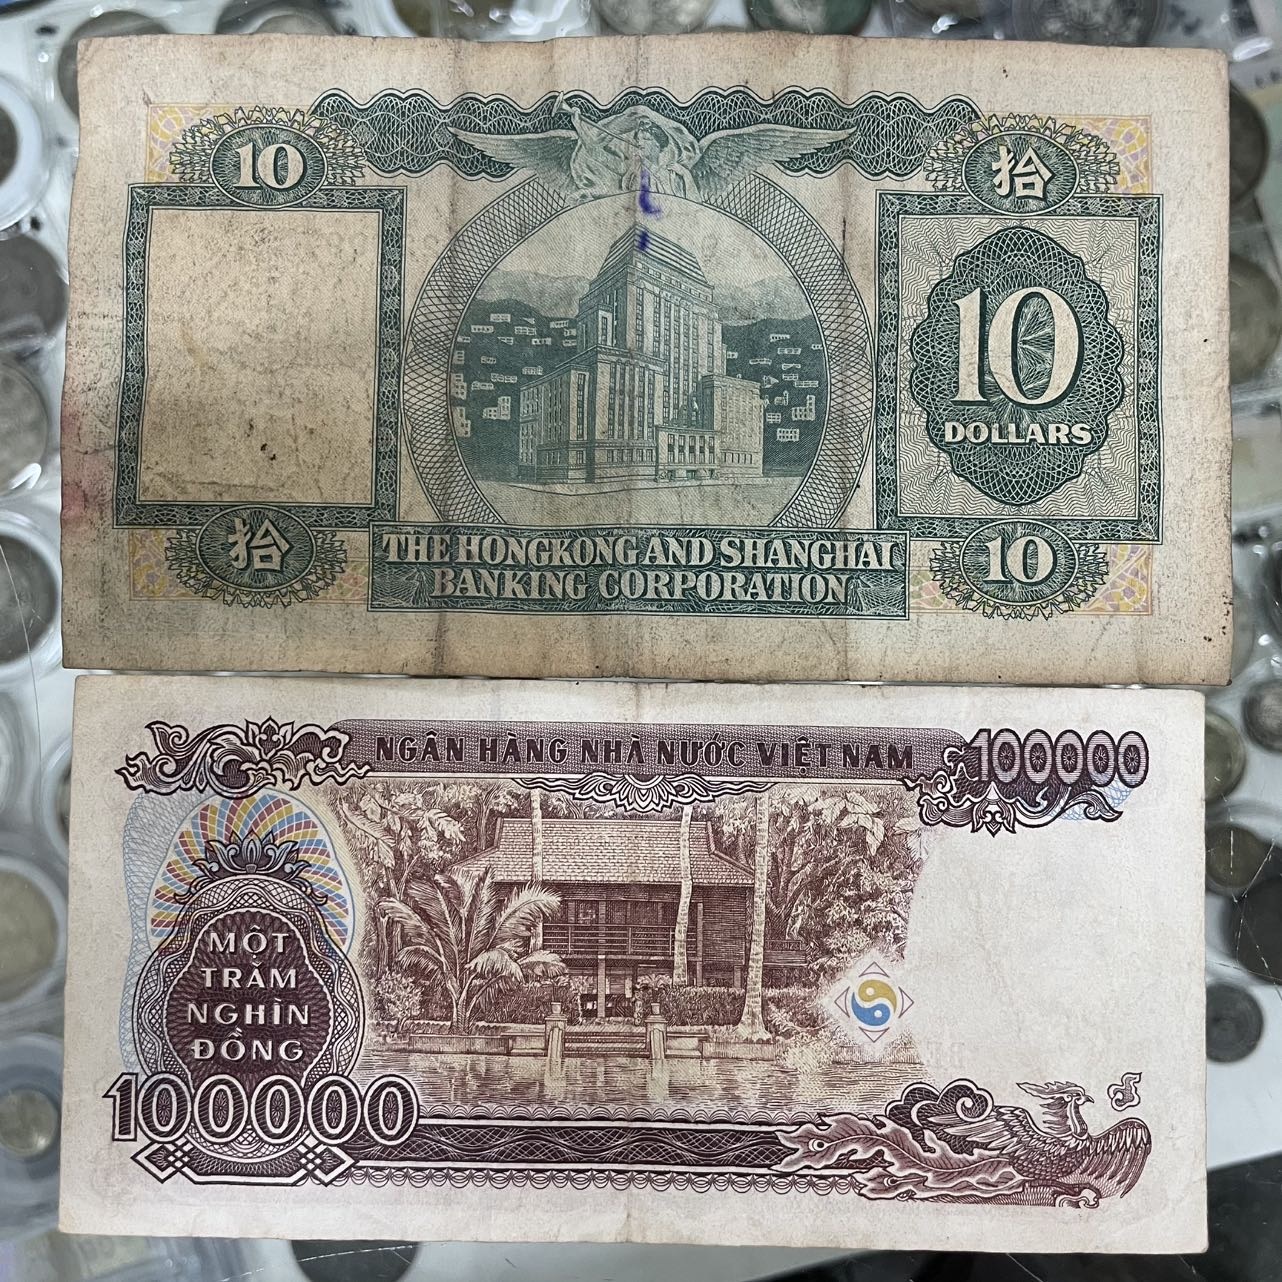 10
拾
10
DOLLARS
拾
10
THE HONGKONG AND SHANGHAI
BANKING CORPORATION
NGÂN HÀNG NHÀ NƯỚC VIỆT NAM
100000
MỘT
TRĂM
NGHÌN
ĐỒNG
100000